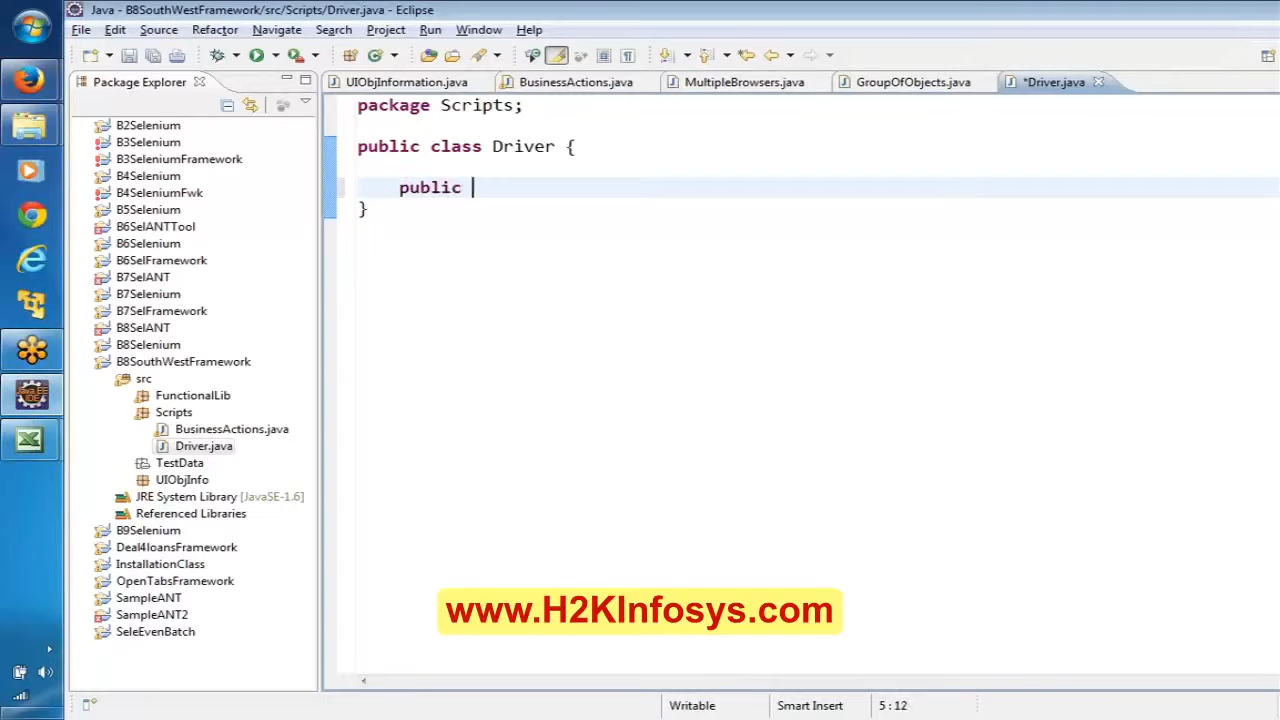 Java - B8SouthWestFramework/src/Scripts/Driver.java - Eclipse
File Edit Source Refactor Navigate Search Project Run Window Help
Package Explorer
UIObjInformation.java BusinessActions.java MultipleBrowsers.java GroupOfObjects.java *Driver.java
package Scripts;
public class Driver {
public
}
B2Selenium
B3Selenium
B3SeleniumFramework
B4Selenium
B4SeleniumFwk
B5Selenium
B6SelANTTool
B6Selenium
B6SelFramework
B7SelANT
B7Selenium
B7SelFramework
B8SelANT
B8Selenium
B8SouthWestFramework
src
FunctionalLib
Scripts
BusinessActions.java
Driver.java
TestData
UIObjInfo
JRE System Library [JavaSE-1.6]
Referenced Libraries
B9Selenium
Deal4loansFramework
InstallationClass
OpenTabsFramework
SampleANT
SampleANT2
SeleEvenBatch
www.H2KInfosys.com
Writable Smart Insert 5 : 12
Java EE
IDE